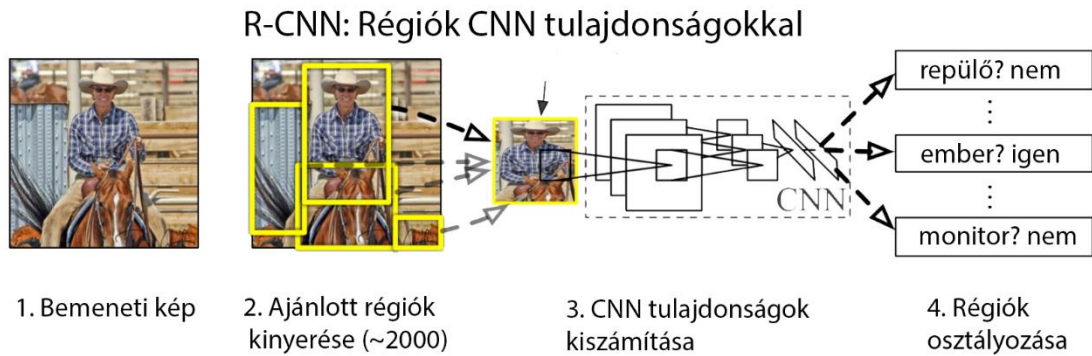 R-CNN: Régiók CNN tulajdonságokkal
repülő? nem
ember? igen
CNN
monitor? nem
1. Bemeneti kép
2. Ajánlott régiók
kinyerése (~2000)
3. CNN tulajdonságok
kiszámítása
4. Régiók
osztályozása